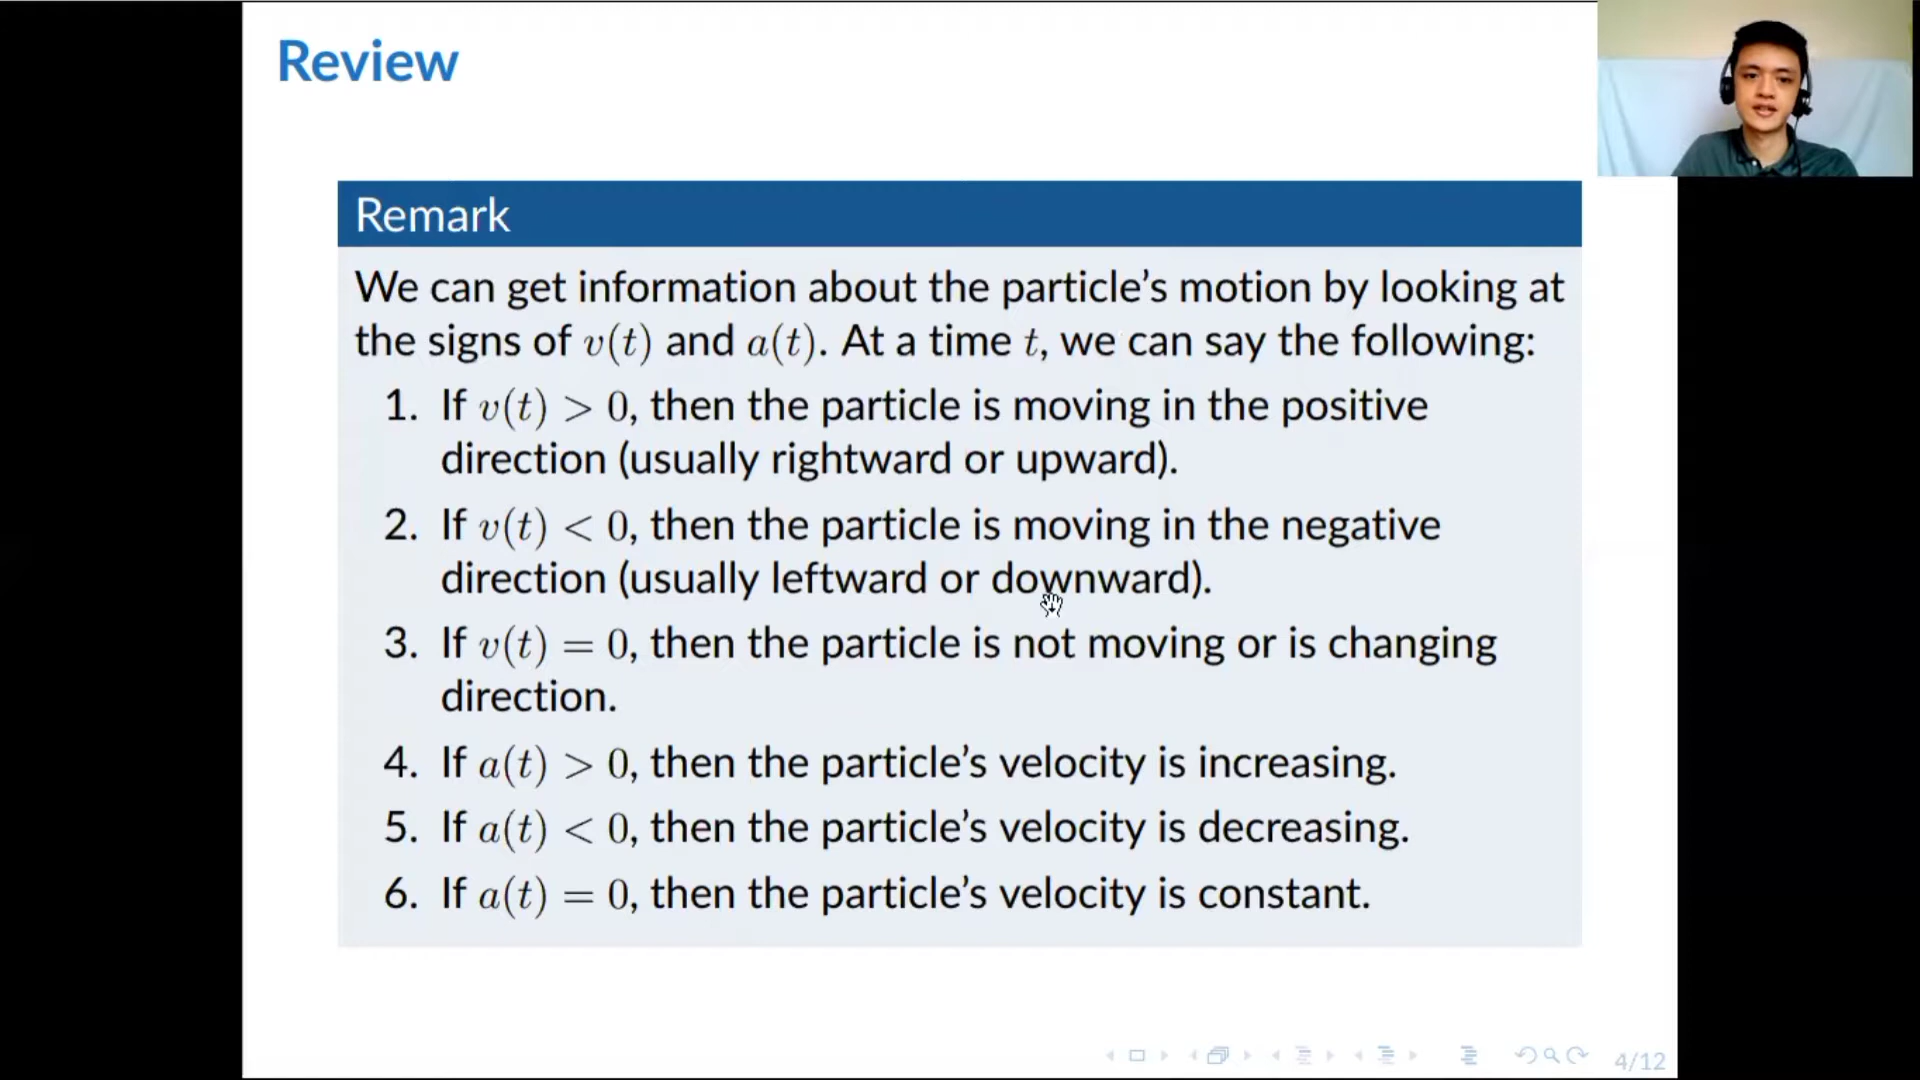 Review
Remark
We can get information about the particle's motion by looking at
the signs of v(t) and a(t). At a time t, we can say the following:
1. If v(t) > 0, then the particle is moving in the positive
direction (usually rightward or upward).
2. If v(t) < 0, then the particle is moving in the negative
direction (usually leftward or downward).
3. If v(t) = 0, then the particle is not moving or is changing
direction.
4. If a(t) > 0, then the particle's velocity is increasing.
5. If a(t) < 0, then the particle's velocity is decreasing.
6. If a(t) = 0, then the particle's velocity is constant.
4/12